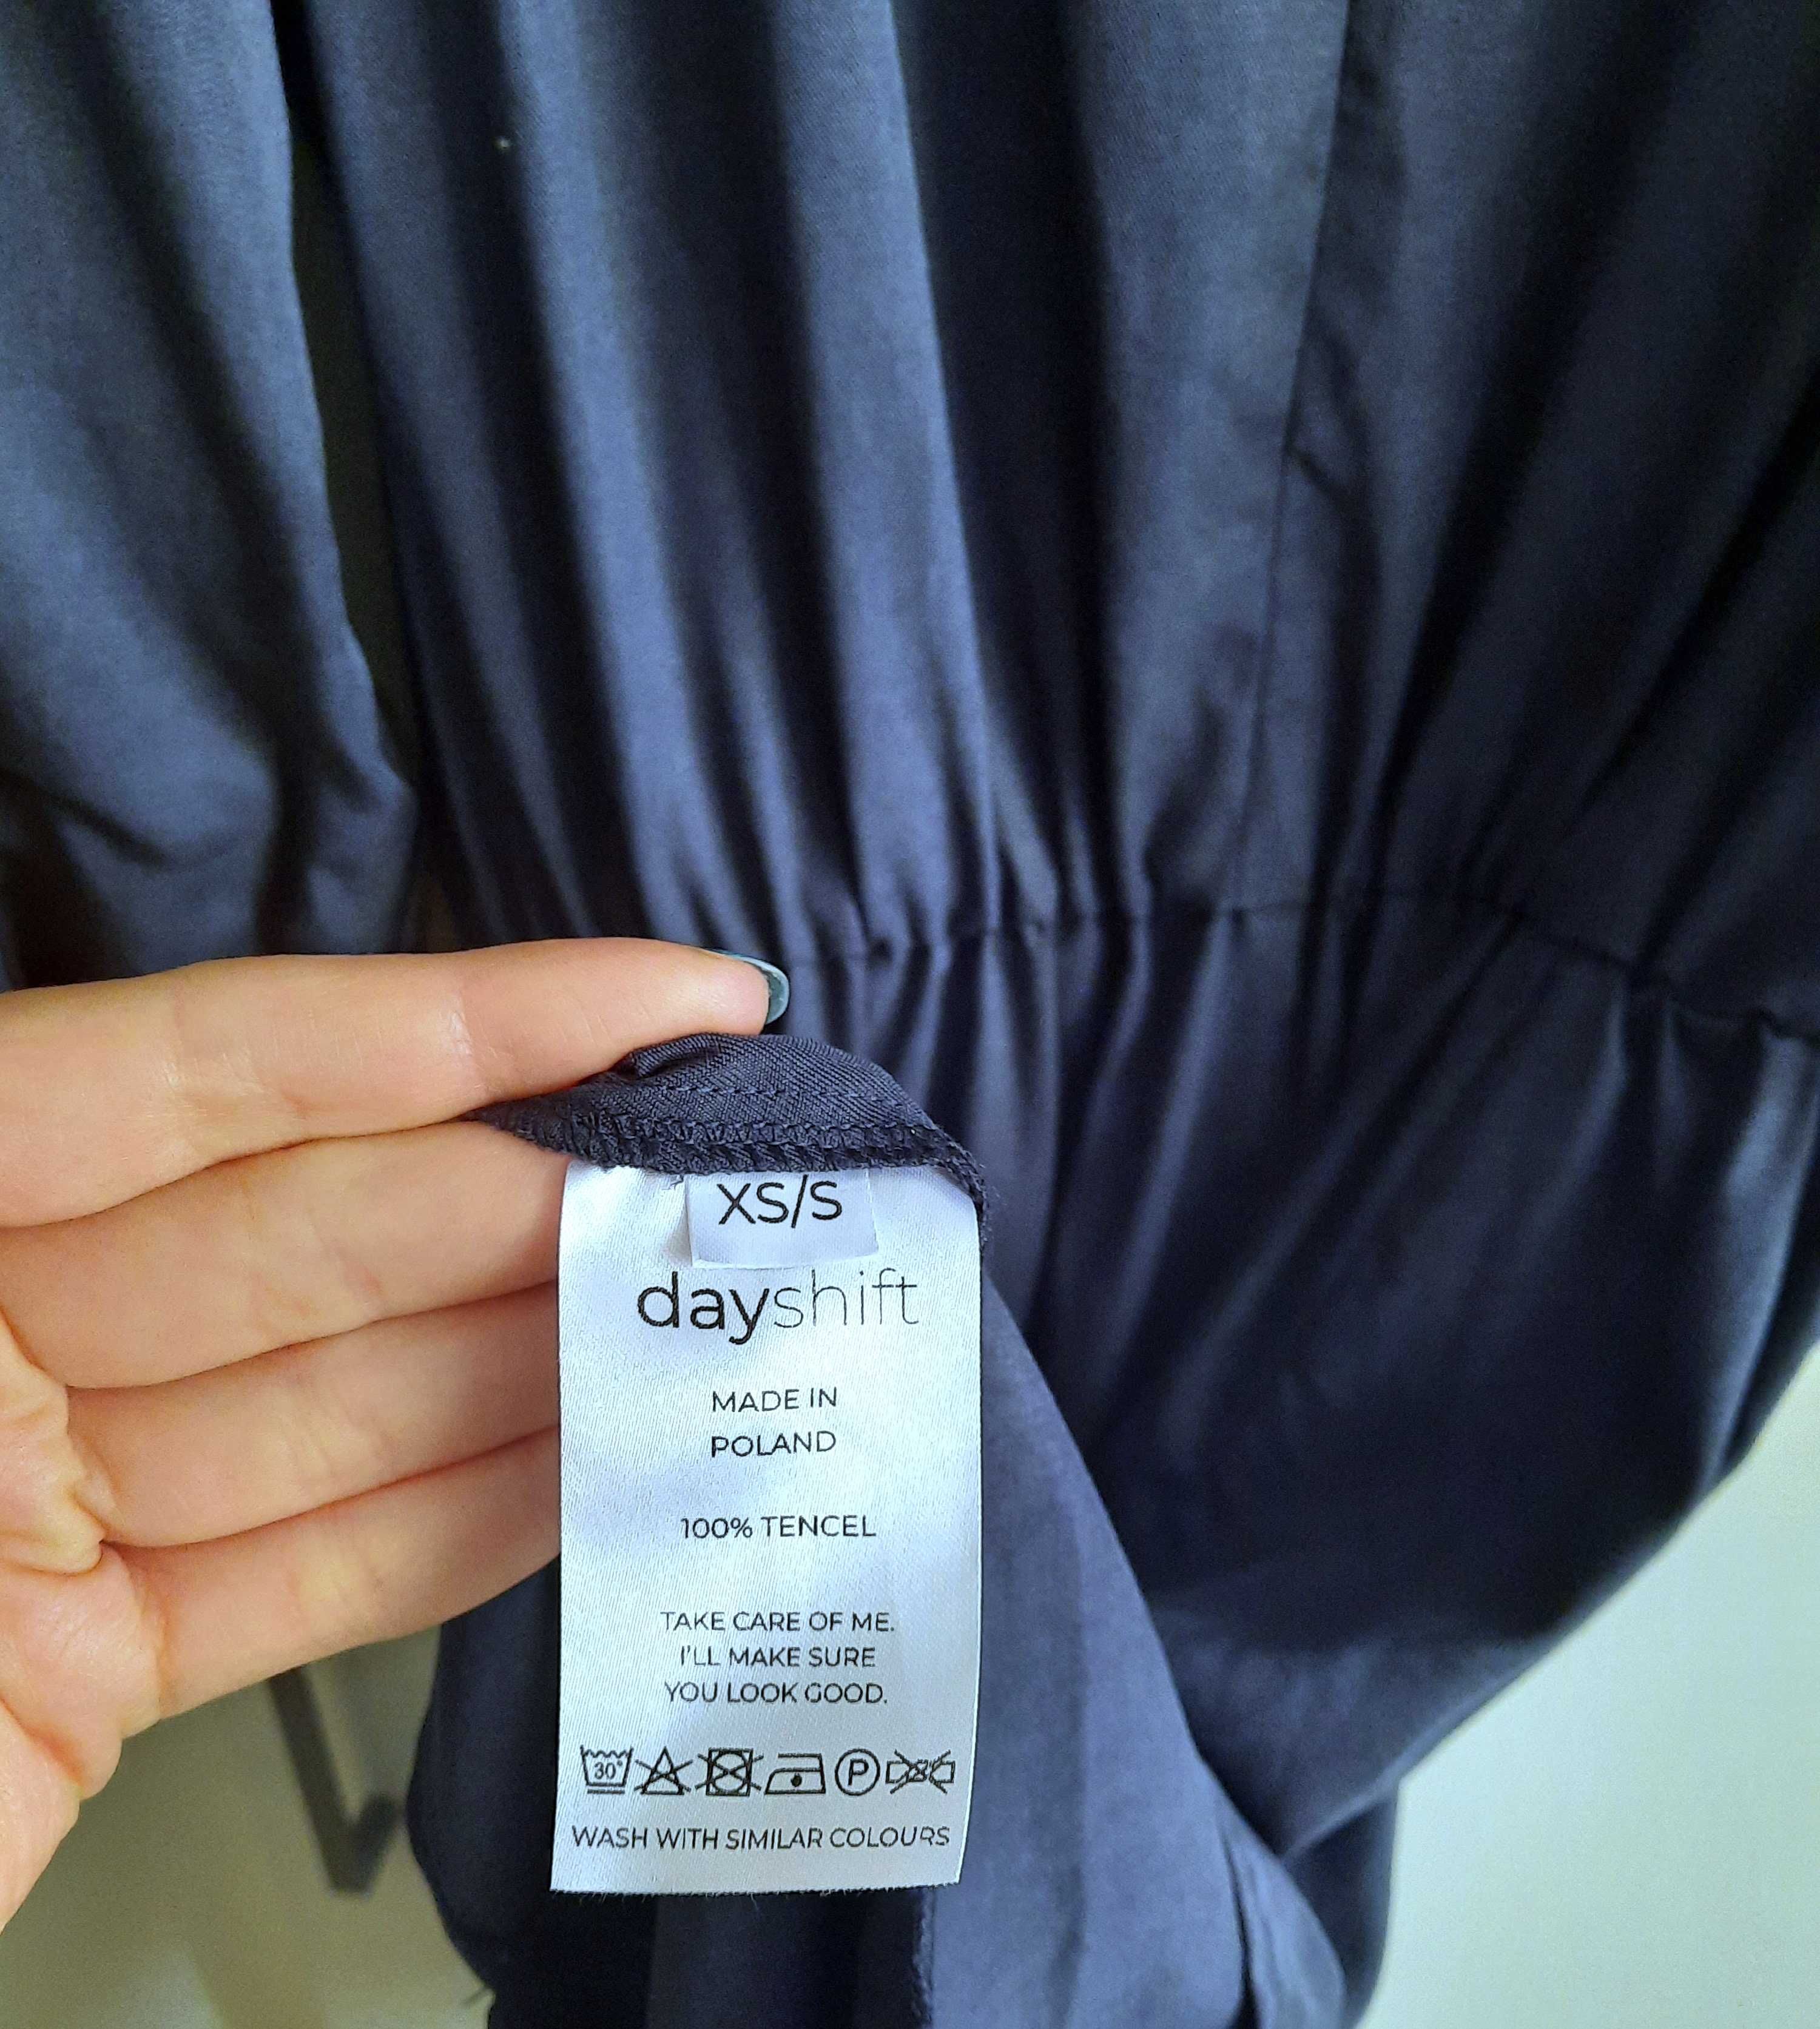 XS/S
dayshift
MADE IN
POLAND
100% TENCEL
TAKE CARE OF ME.
I'LL MAKE SURE
YOU LOOK GOOD.
30° P
WASH WITH SIMILAR COLOURS